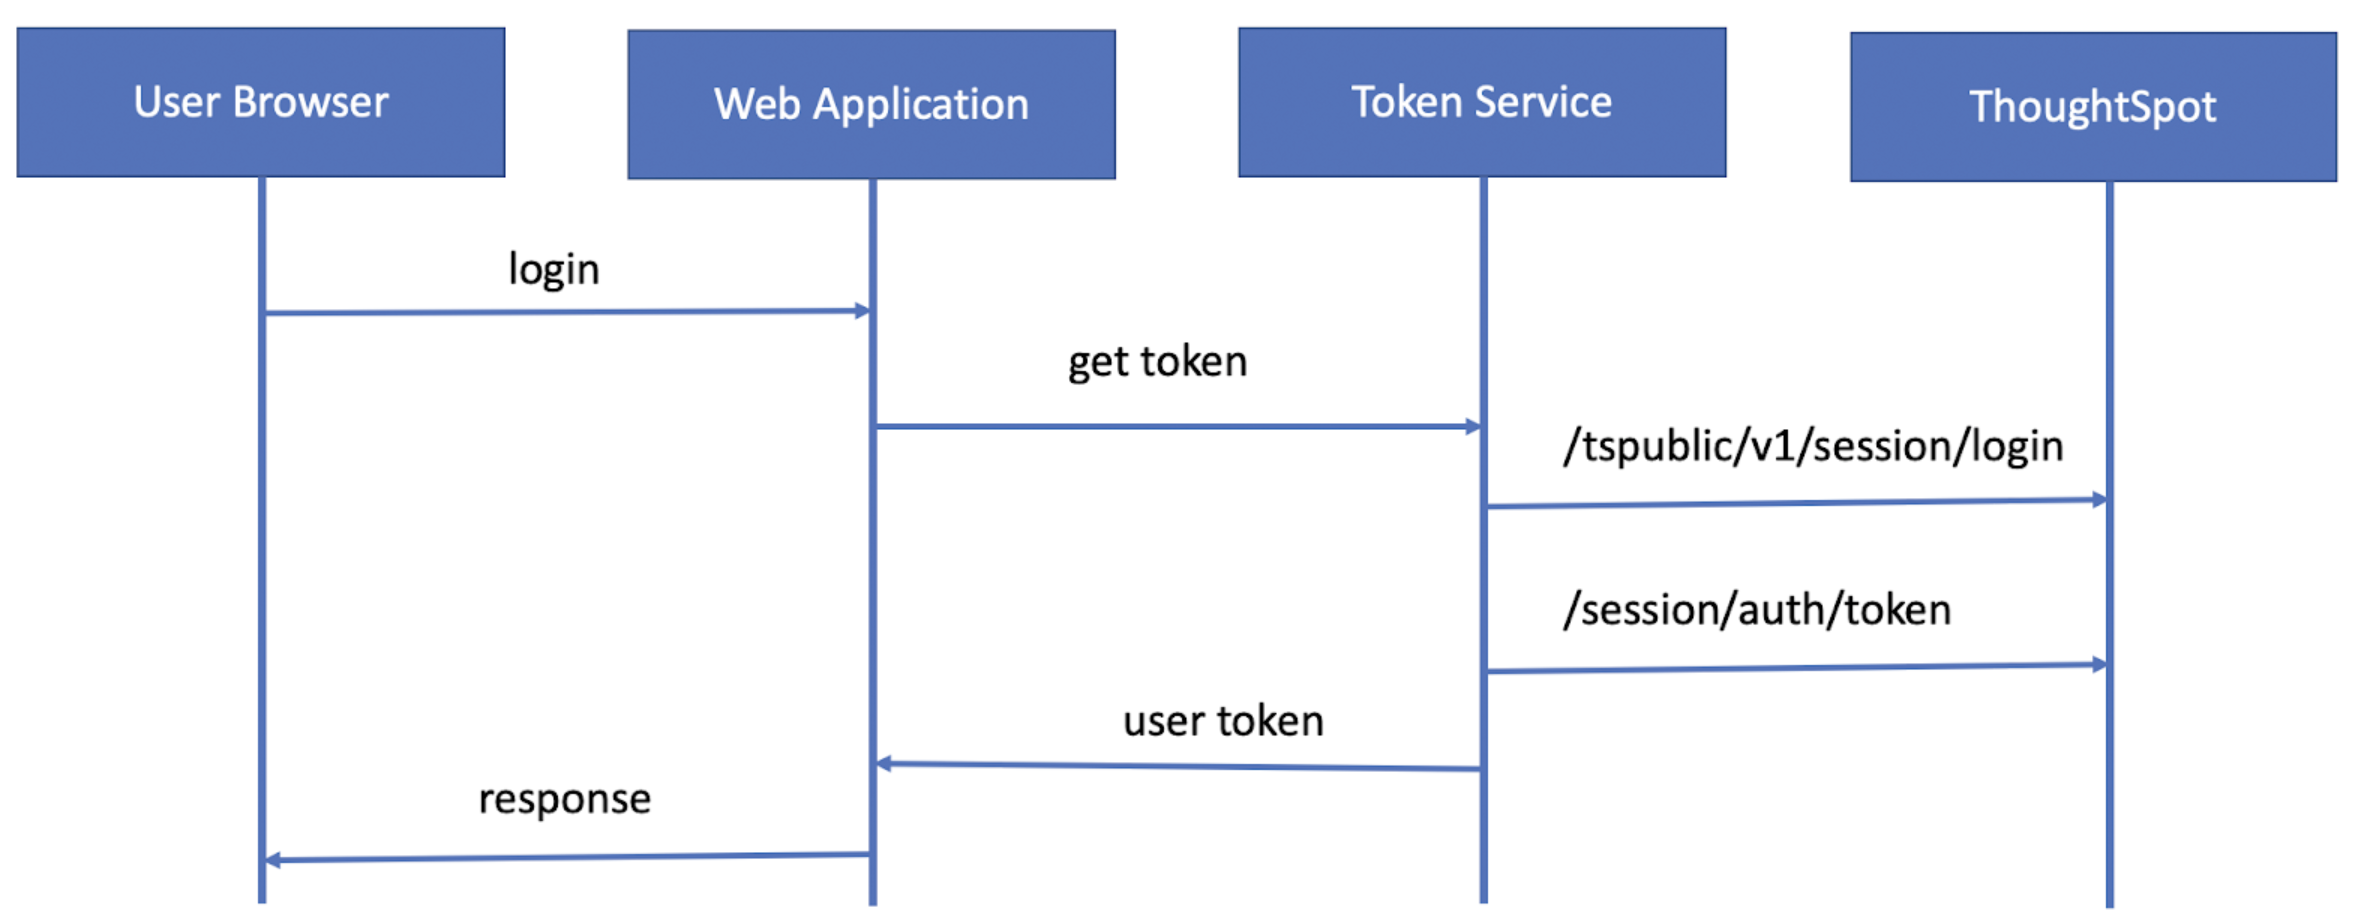 User Browser
Web Application
Token Service
ThoughtSpot
login
get token
/tspublic/v1/session/login
/session/auth/token
user token
response